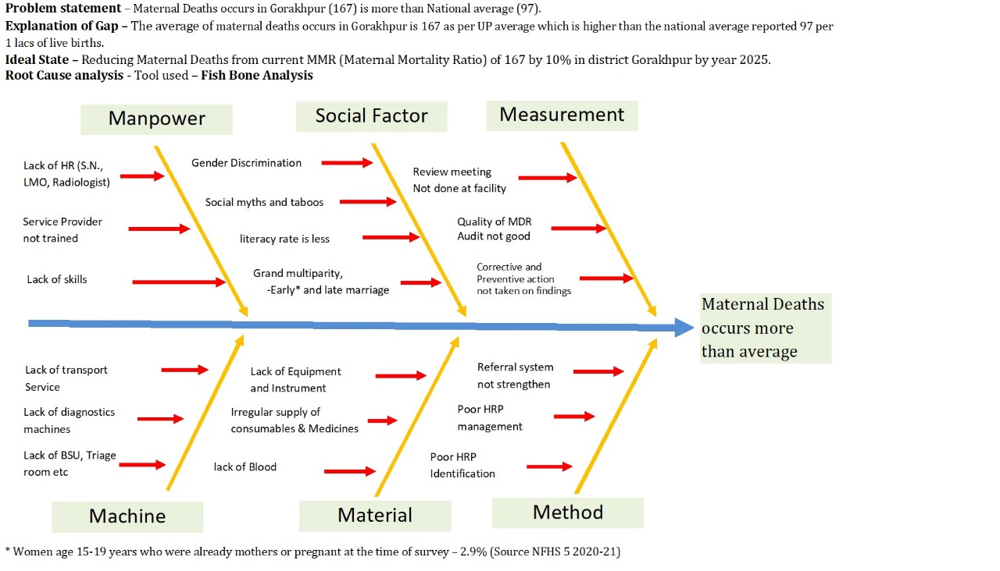 Problem statement – Maternal Deaths occurs in Gorakhpur (167) is more than National average (97).
Explanation of Gap – The average of maternal deaths occurs in Gorakhpur is 167 as per UP average which is higher than the national average reported 97 per
1 lacs of live births.
Ideal State – Reducing Maternal Deaths from current MMR (Maternal Mortality Ratio) of 167 by 10% in district Gorakhpur by year 2025.
Root Cause analysis - Tool used – Fish Bone Analysis
Manpower
Lack of HR (S.N.,
LMO, Radiologist)
Service Provider
not trained
Lack of skills
Social Factor
Gender Discrimination
Social myths and taboos
literacy rate is less
Grand multiparity,
-Early* and late marriage
Measurement
Review meeting
Not done at facility
Quality of MDR
Audit not good
Corrective and
Preventive action
not taken on findings
Maternal Deaths
occurs more
than average
Lack of transport
Service
Lack of diagnostics
machines
Lack of BSU, Triage
room etc
Machine
Lack of Equipment
and Instrument
Irregular supply of
consumables & Medicines
lack of Blood
Material
Referral system
not strengthen
Poor HRP
management
Poor HRP
Identification
Method
* Women age 15-19 years who were already mothers or pregnant at the time of survey – 2.9% (Source NFHS 5 2020-21)